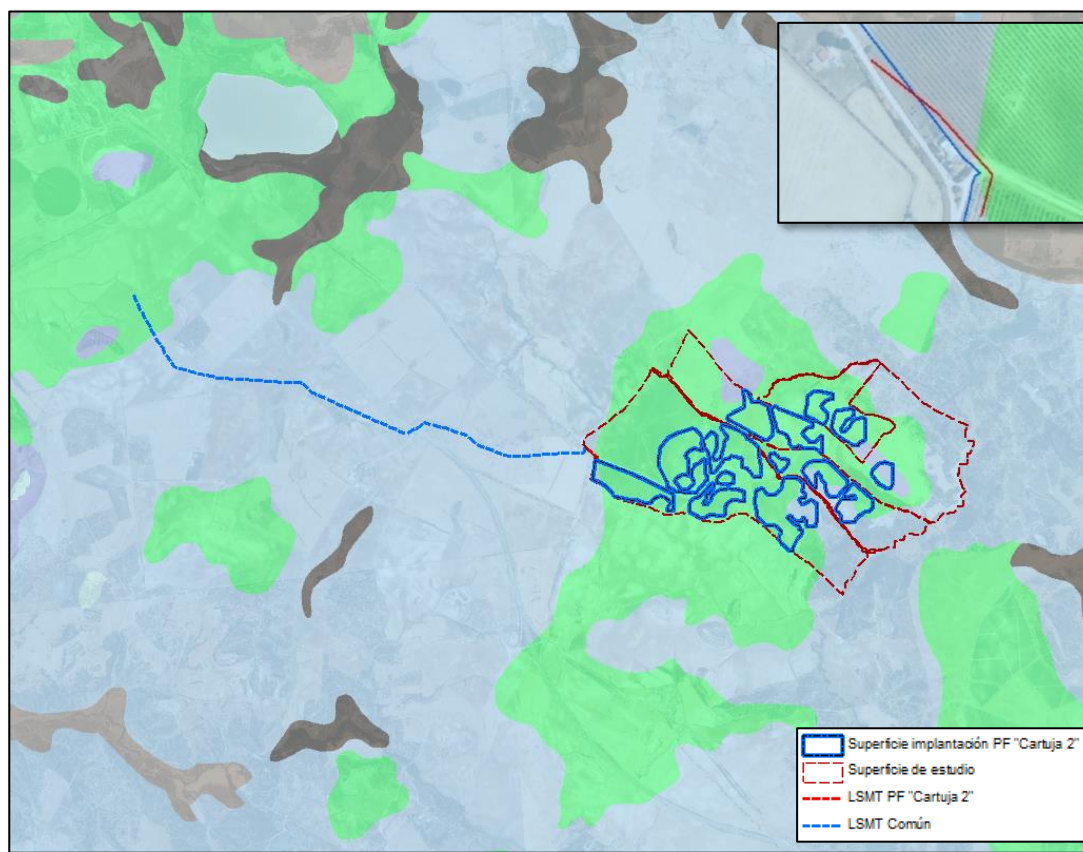 Superficie implantación PF "Cartuja 2"
Superficie de estudio
LSMT PF "Cartuja 2"
LSMT Común